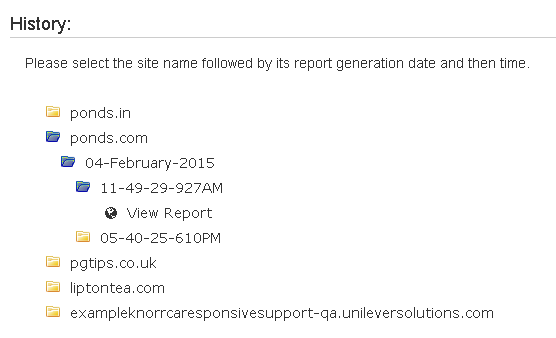 History:
Please select the site name followed by its report generation date and then time.
ponds.in
ponds.com
04-February-2015
11-49-29-927AM
View Report
05-40-25-610PM
pgtips.co.uk
liptontea.com
exampleknorrcaresponsivesupport-qa.unileversolutions.com